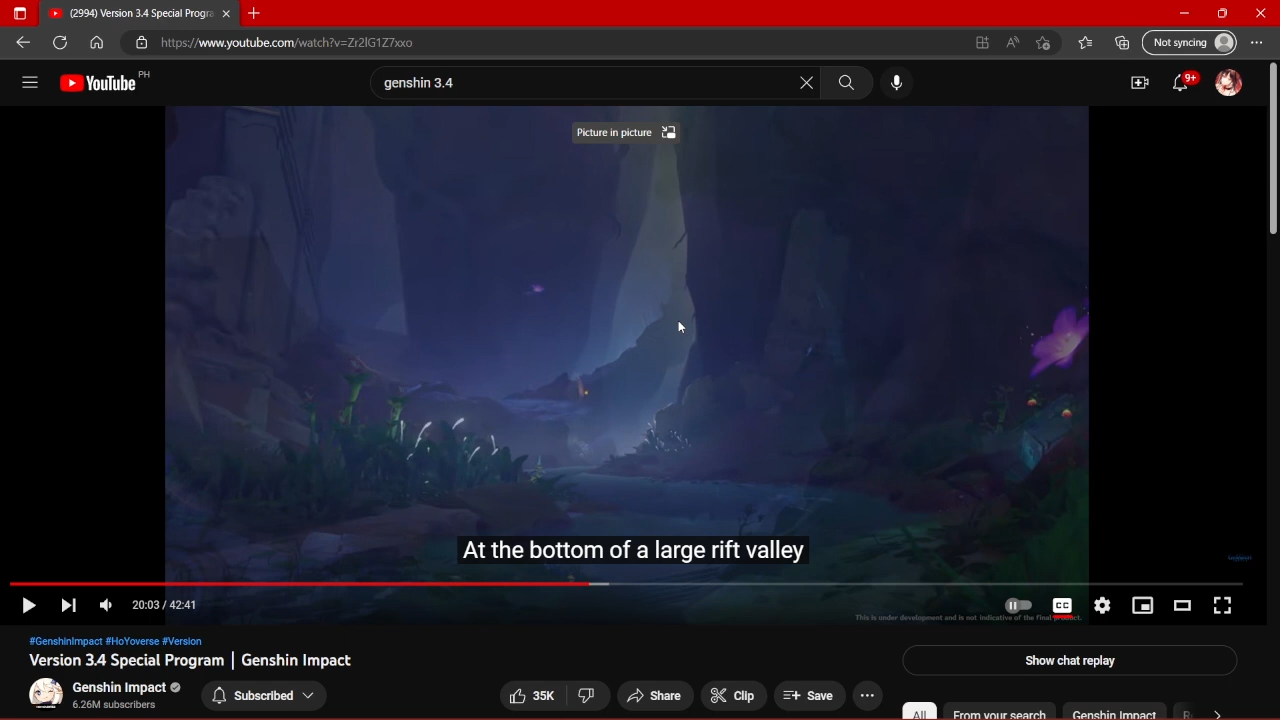 (2994) Version 3.4 Special Progra
https://www.youtube.com/watch?v=Zr2lG1Z7xxo
Not syncing
YouTube PH
genshin 3.4
9+
Picture in picture
At the bottom of a large rift valley
20:03 / 42:41
CC
This is under development and is not indicative of the final product.
#GenshinImpact #HoYoverse #Version
Version 3.4 Special Program | Genshin Impact
Show chat replay
Genshin Impact
6.26M subscribers
Subscribed
35K
Share
Clip
Save
All
From your search
Genshin Impact